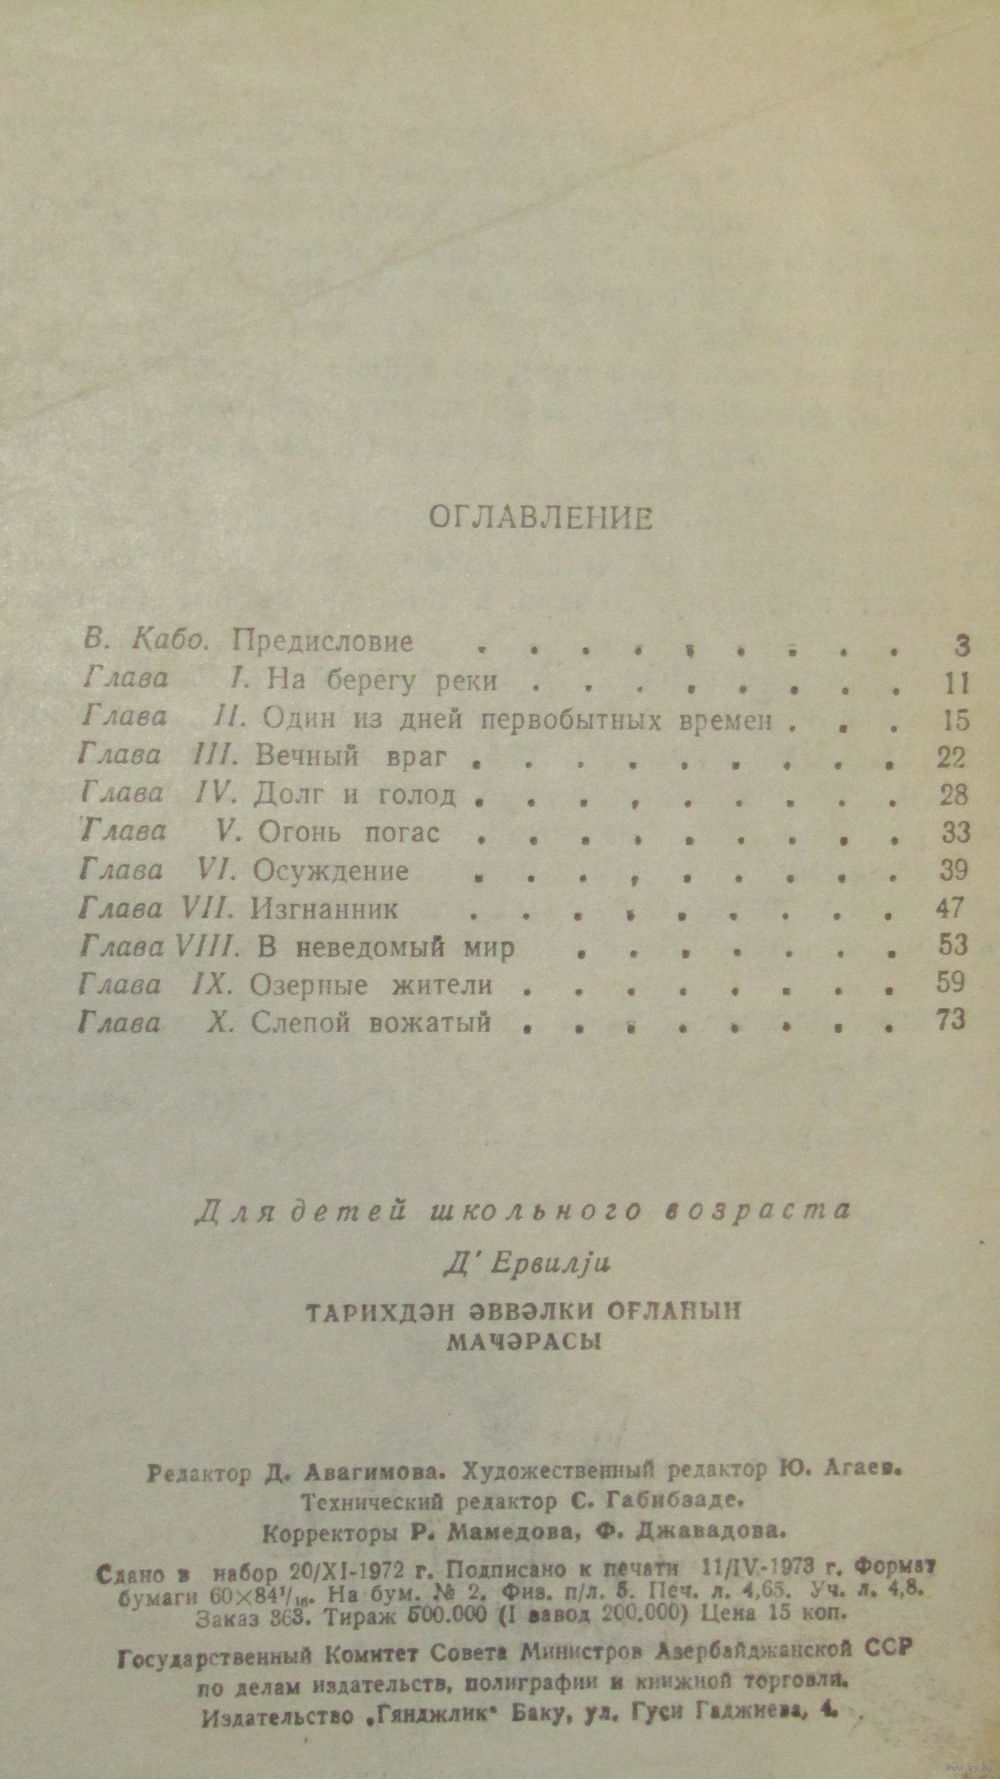 ОГЛАВЛЕНИЕ
В. Кабо. Предисловие . . . . . . . . . 3
Глава I. На берегу реки . . . . . . . . 11
Глава II. Один из дней первобытных времен . . . 15
Глава III. Вечный враг . . . . . . . . . 22
Глава IV. Долг и голод . . . . . . . . . 28
Глава V. Огонь погас . . . . . . . . . 33
Глава VI. Осуждение . . . . . . . . . 39
Глава VII. Изгнанник . . . . . . . . . 47
Глава VIII. В неведомый мир . . . . . . . 53
Глава IX. Озерные жители . . . . . . . . 59
Глава X. Слепой вожатый . . . . . . . . 73
Для детей школьного возраста
Д' Ервилји
ТАРИХДӘН ӘВВӘЛКИ ОҒЛАНЫН
МАЧӘРАСЫ
Редактор Д. Авагимова. Художественный редактор Ю. Агаев.
Технический редактор С. Габибзаде.
Корректоры Р. Мамедова, Ф. Джавадова.
Сдано в набор 20/XI-1972 г. Подписано к печати 11/IV-1973 г. Формат
бумаги 60×84¹/₁₆. На бум. № 2. Физ. п/л. 5. Печ. л. 4,65. Уч. л. 4,8.
Заказ 363. Тираж 500.000 (I завод 200.000) Цена 15 коп.
Государственный Комитет Совета Министров Азербайджанской ССР
по делам издательств, полиграфии и книжной торговли.
Издательство „Гянджлик“ Баку, ул. Гуси Гаджиева, 4.
www.ay.by